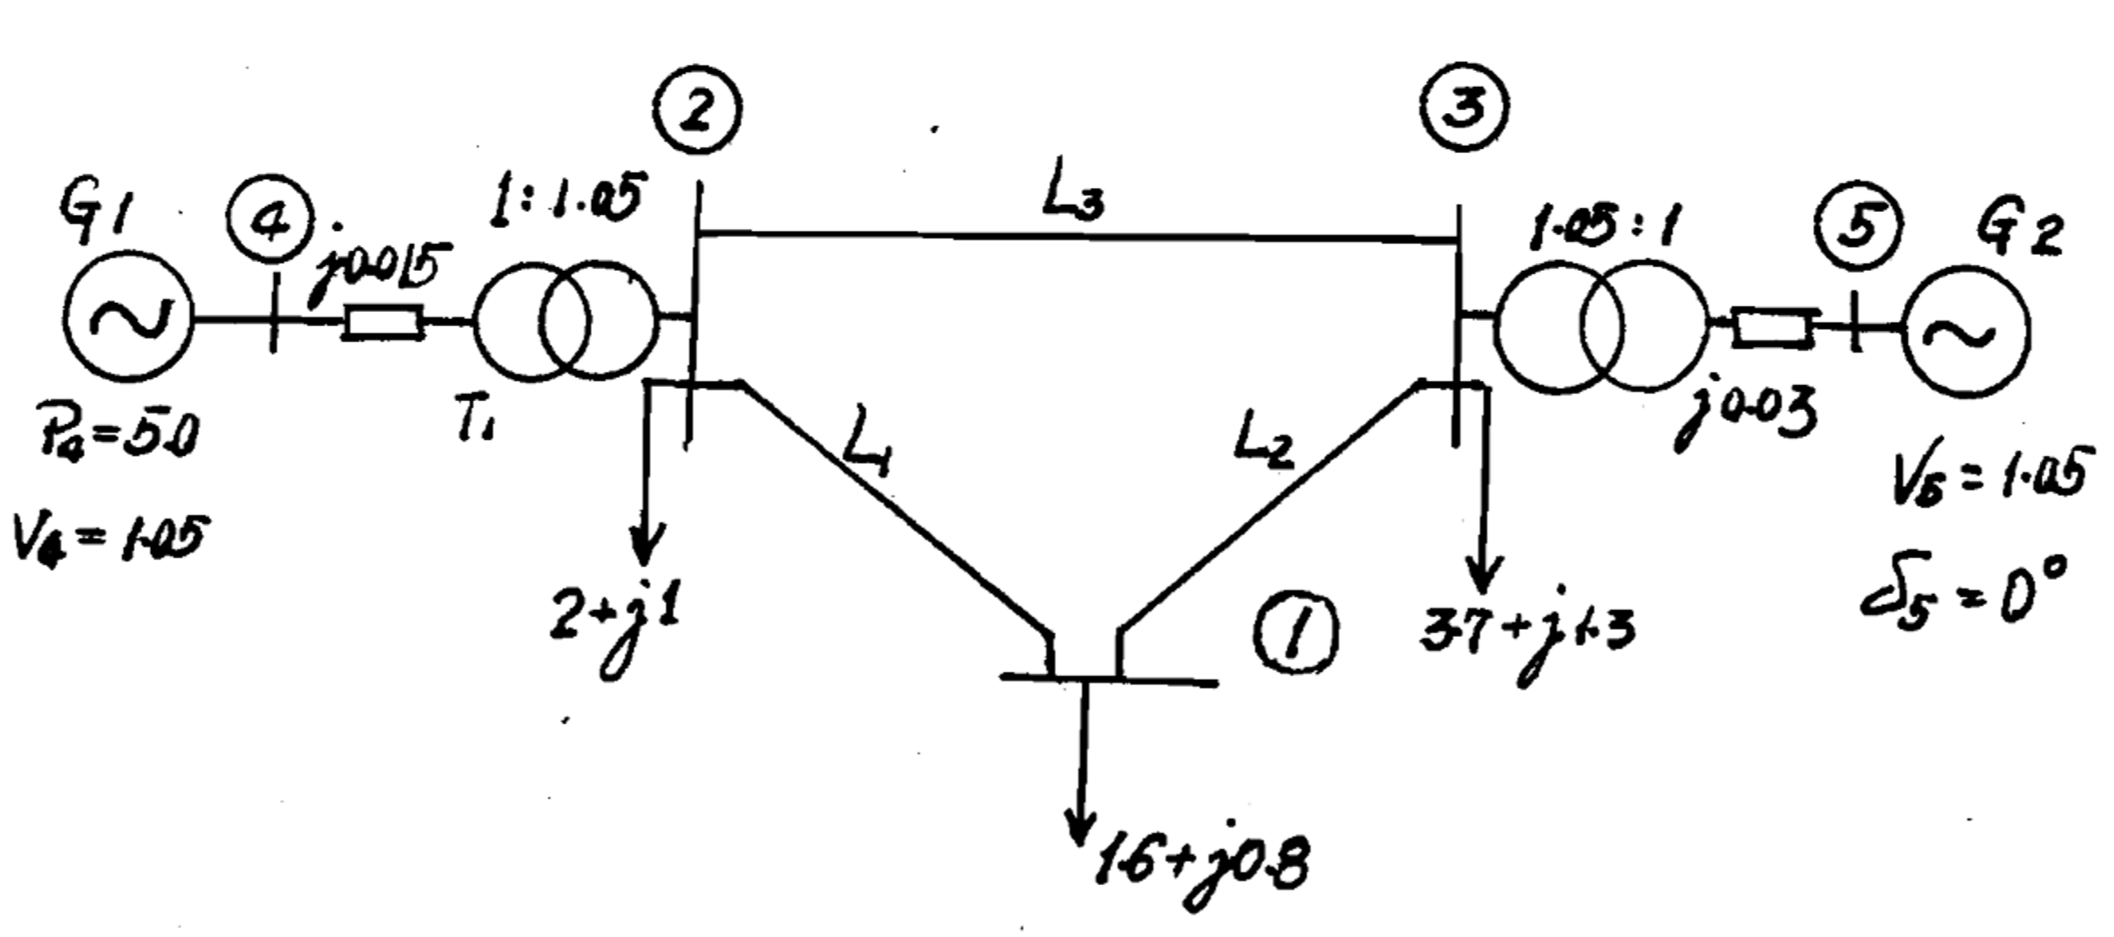 ② ③
L3
G1 ④ j0.015 1:1.05 1.05:1 ⑤ G2
~ ~
T1 j0.03
P4=5.0 L1 L2 V5=1.05
V4=1.05 δ5=0°
2+j1 ① 3.7+j1.3
1.6+j0.8